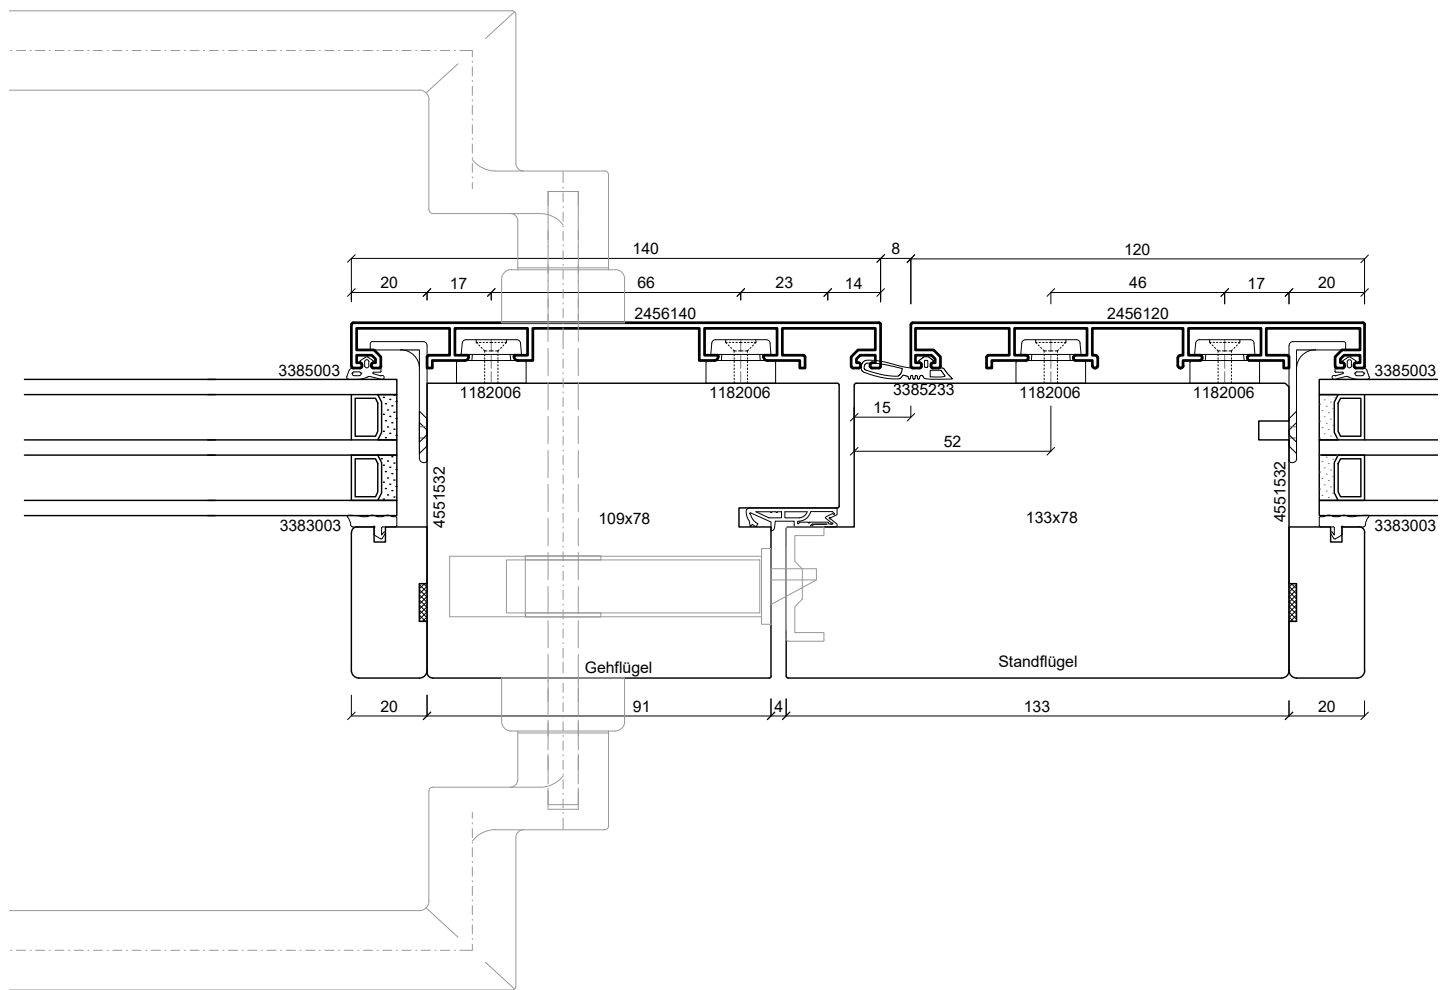 140 8 120
20 17 66 23 14 46 17 20
2456140 2456120
3385003 3385003
1182006 1182006 3385233 1182006 1182006
15
52
4551532 4551532
109x78 133x78
3383003 3383003
Gehflügel Standflügel
20 91 4 133 20